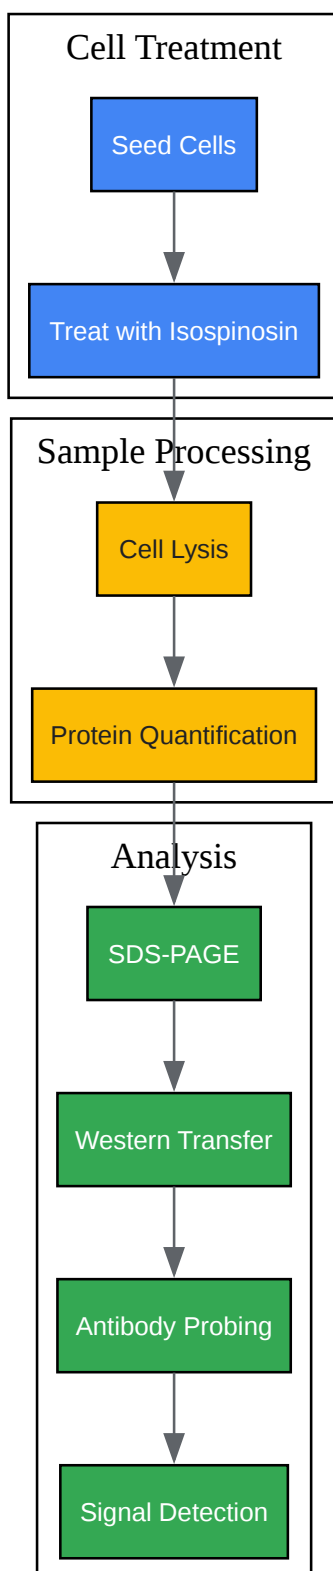 Cell Treatment
Seed Cells
Treat with Isospinosin
Sample Processing
Cell Lysis
Protein Quantification
Analysis
SDS-PAGE
Western Transfer
Antibody Probing
Signal Detection